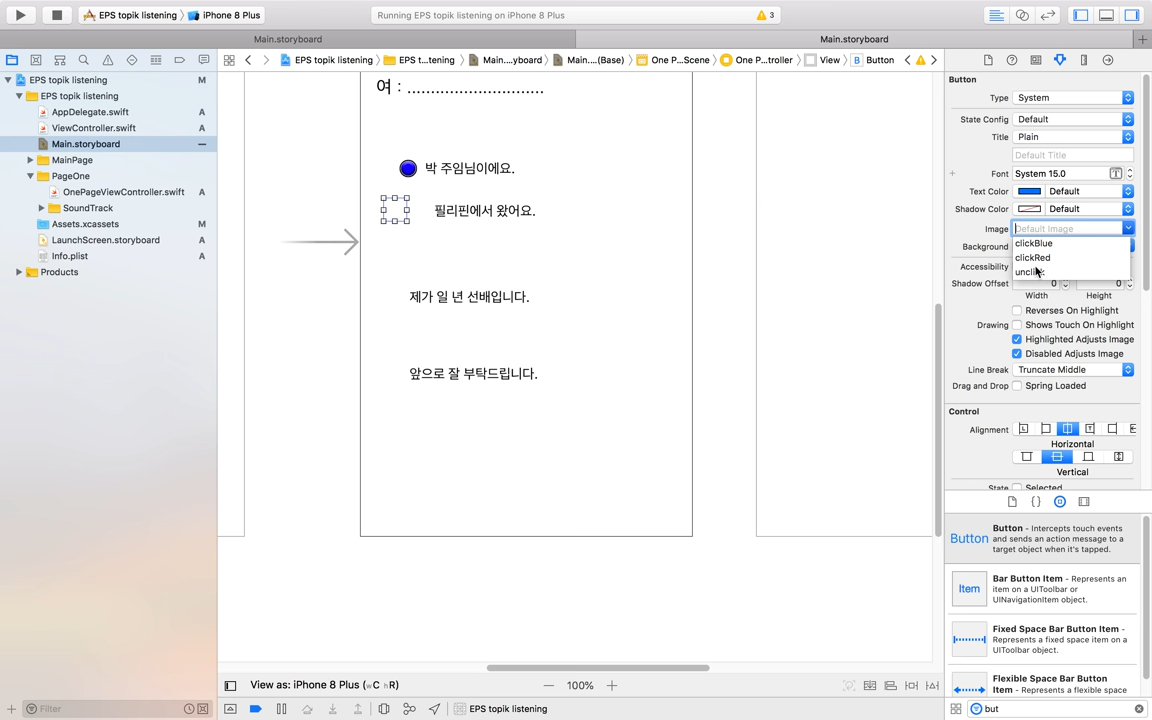 EPS topik listening
iPhone 8 Plus
Running EPS topik listening on iPhone 8 Plus
3
Main.storyboard
Main.storyboard
EPS topik listening
EPS t...tening
Main....yboard
Main....(Base)
One P...Scene
One P...troller
View
B
Button
EPS topik listening
M
EPS topik listening
AppDelegate.swift
A
ViewController.swift
A
Main.storyboard
MainPage
PageOne
OnePageViewController.swift
A
SoundTrack
Assets.xcassets
M
LaunchScreen.storyboard
A
Info.plist
A
Products
여 : ............................
박 주임님이에요.
필리핀에서 왔어요.
제가 일 년 선배입니다.
앞으로 잘 부탁드립니다.
Button
Type
System
State Config
Default
Title
Plain
Default Title
Font
System 15.0
Text Color
Default
Shadow Color
Default
Image
Default Image
clickBlue
clickRed
Background
Accessibility
Shadow Offset
0
0
Width
Height
Reverses On Highlight
Drawing
Shows Touch On Highlight
Highlighted Adjusts Image
Disabled Adjusts Image
Line Break
Truncate Middle
Drag and Drop
Spring Loaded
Control
Alignment
Horizontal
Vertical
State
Selected
Button
Button - Intercepts touch events
and sends an action message to a
target object when it's tapped.
Item
Bar Button Item - Represents an
item on a UIToolbar or
UINavigationItem object.
Fixed Space Bar Button Item -
Represents a fixed space item on a
UIToolbar object.
Flexible Space Bar Button
Item - Represents a flexible space
View as: iPhone 8 Plus (wC hR)
100%
Filter
EPS topik listening
but